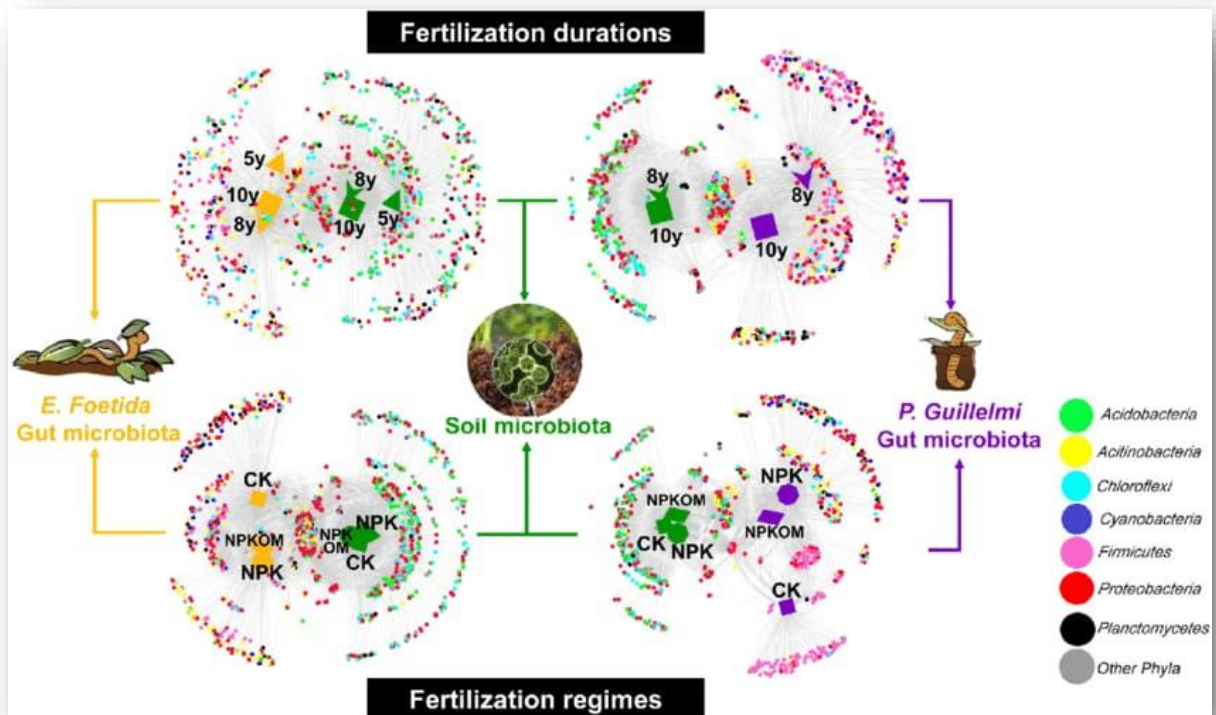 Fertilization durations
5y
10y
8y
8y
10y
5y
8y
10y
8y
10y
E. Foetida
Gut microbiota
Soil microbiota
P. Guillelmi
Gut microbiota
CK
NPKOM
NPK
NPK
NPK
OM
CK
NPKOM
CK
NPK
NPK
NPKOM
CK
Acidobacteria
Acitinobacteria
Chloroflexi
Cyanobacteria
Firmicutes
Proteobacteria
Planctomycetes
Other Phyla
Fertilization regimes